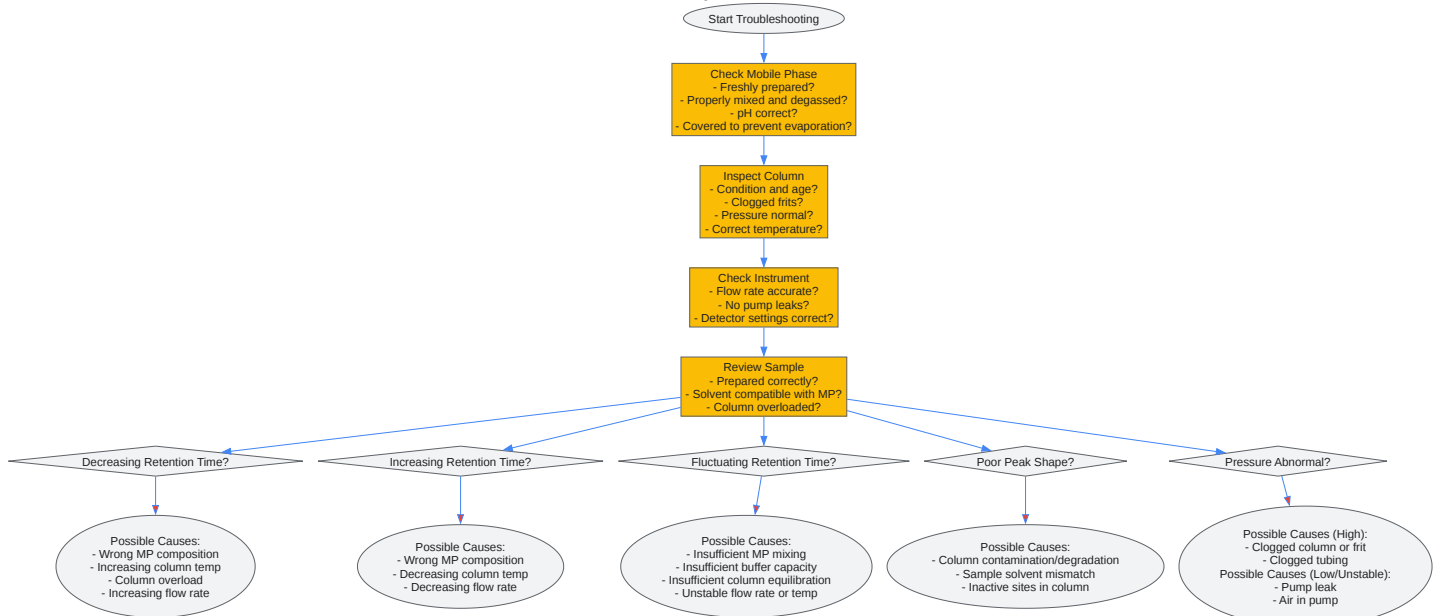 Start Troubleshooting
Check Mobile Phase
- Freshly prepared?
- Properly mixed and degassed?
- pH correct?
- Covered to prevent evaporation?
Inspect Column
- Condition and age?
- Clogged frits?
- Pressure normal?
- Correct temperature?
Check Instrument
- Flow rate accurate?
- No pump leaks?
- Detector settings correct?
Review Sample
- Prepared correctly?
- Solvent compatible with MP?
- Column overloaded?
Decreasing Retention Time?
Increasing Retention Time?
Fluctuating Retention Time?
Poor Peak Shape?
Pressure Abnormal?
Possible Causes:
- Wrong MP composition
- Increasing column temp
- Column overload
- Increasing flow rate
Possible Causes:
- Wrong MP composition
- Decreasing column temp
- Decreasing flow rate
Possible Causes:
- Insufficient MP mixing
- Insufficient buffer capacity
- Insufficient column equilibration
- Unstable flow rate or temp
Possible Causes:
- Column contamination/degradation
- Sample solvent mismatch
- Inactive sites in column
Possible Causes (High):
- Clogged column or frit
- Clogged tubing
Possible Causes (Low/Unstable):
- Pump leak
- Air in pump